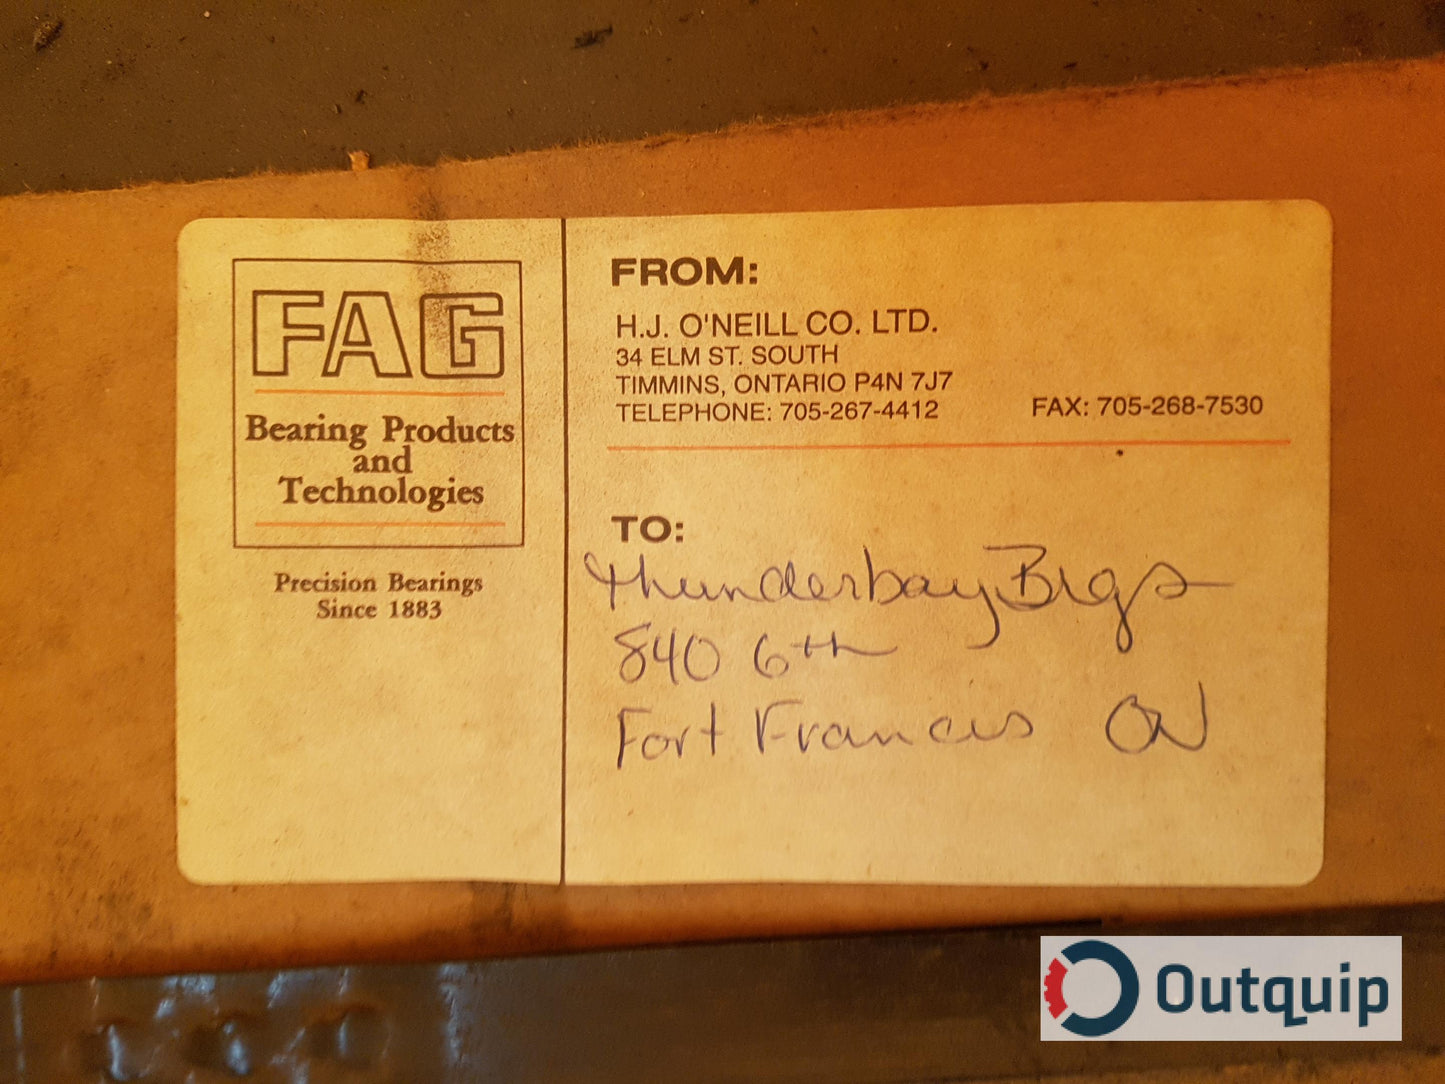 FAG
Bearing Products
and
Technologies
Precision Bearings
Since 1883
FROM:
H.J. O'NEILL CO. LTD.
34 ELM ST. SOUTH
TIMMINS, ONTARIO P4N 7J7
TELEPHONE: 705-267-4412 FAX: 705-268-7530
TO:
thunderbay Brgs
840 6th
Fort Francis ON
Outquip